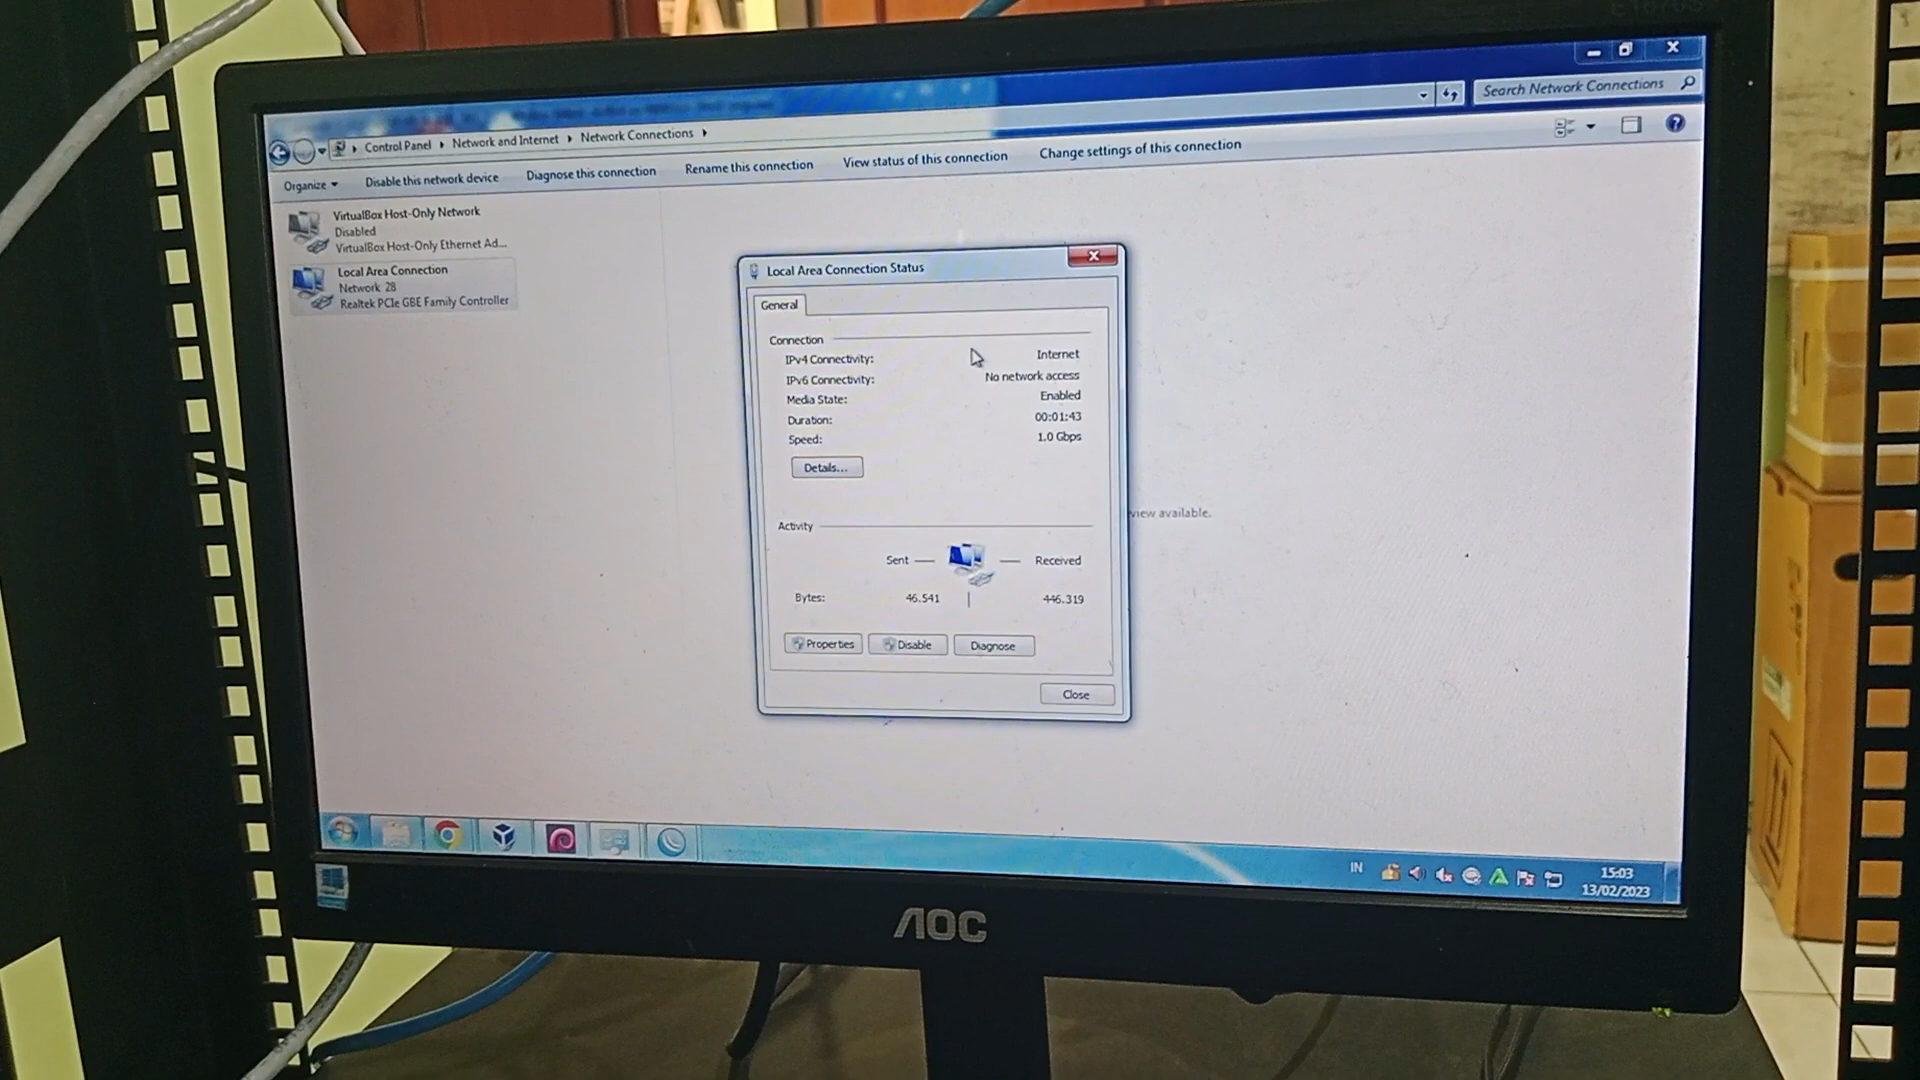 Search Network Connections
Control Panel
Network and Internet
Network Connections
Organize
Disable this network device
Diagnose this connection
Rename this connection
View status of this connection
Change settings of this connection
VirtualBox Host-Only Network
Disabled
VirtualBox Host-Only Ethernet Ad...
Local Area Connection
Network 28
Realtek PCIe GBE Family Controller
Local Area Connection Status
General
Connection
IPv4 Connectivity: Internet
IPv6 Connectivity: No network access
Media State: Enabled
Duration: 00:01:43
Speed: 1.0 Gbps
Details...
view available.
Activity
Sent Received
Bytes: 46.541 446.319
Properties Disable Diagnose
Close
IN
15:03
13/02/2023
AOC